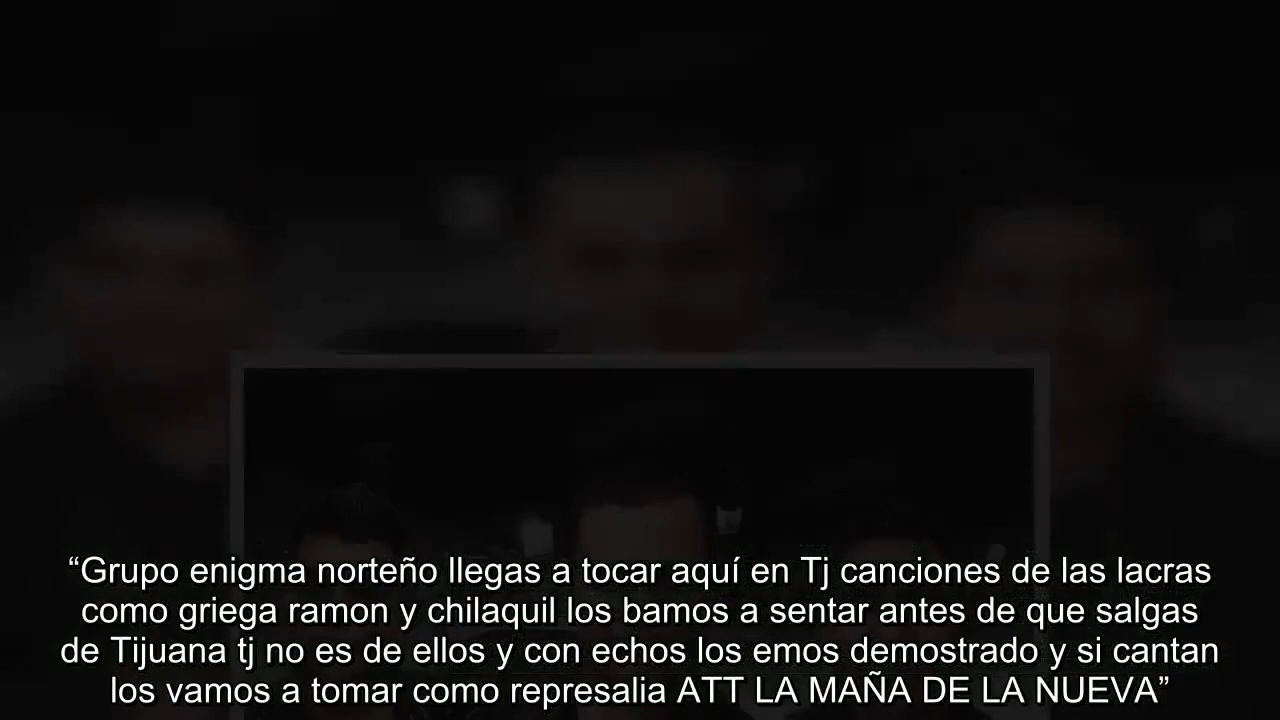 “Grupo enigma norteño llegas a tocar aquí en Tj canciones de las lacras
como griega ramon y chilaquil los bamos a sentar antes de que salgas
de Tijuana tj no es de ellos y con echos los emos demostrado y si cantan
los vamos a tomar como represalia ATT LA MAÑA DE LA NUEVA”